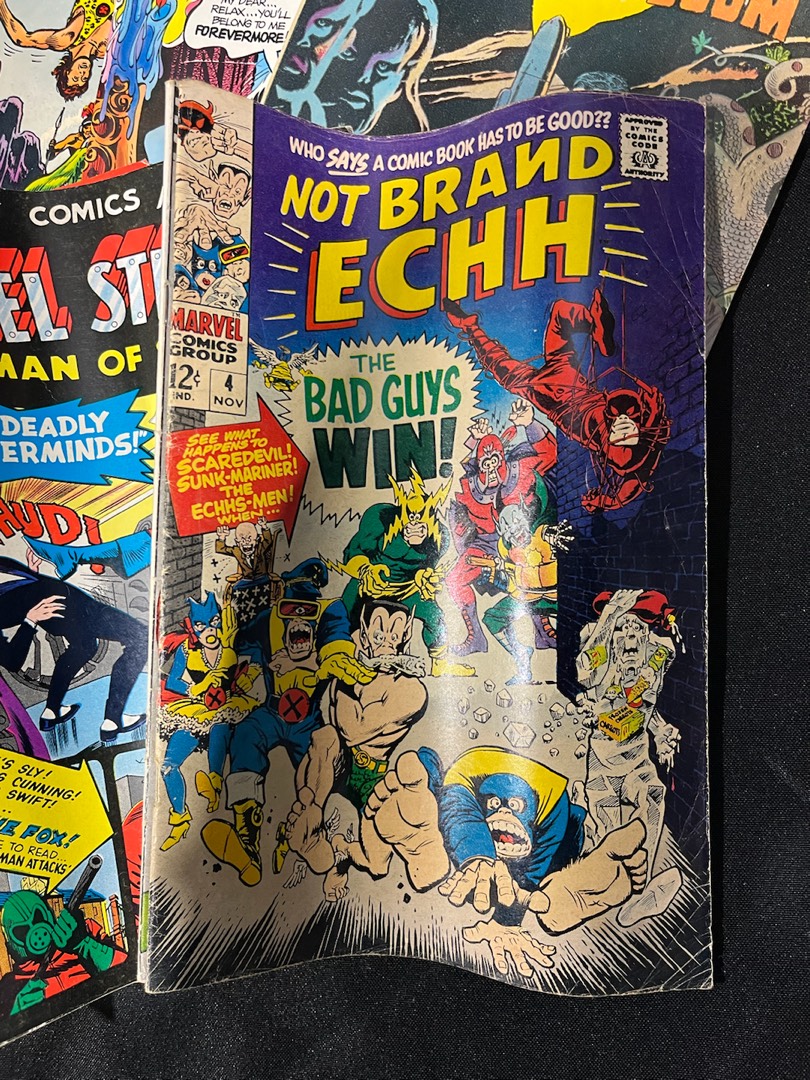 MY DEAR...
RELAX...YOU'LL
BELONG TO ME
FOREVERMORE!
OOM
COMICS
EL ST
MAN OF
DEADLY
ERMINDS!"
HUD!
'S SLY!
CUNNING!
SWIFT!
E FOX!
E TO READ...
MAN ATTACKS'
WHO SAYS A COMIC BOOK HAS TO BE GOOD??
NOT BRAND
ECHH
APPROVED
BY THE
COMICS
CODE
AUTHORITY
MARVEL
COMICS
GROUP
12¢
IND.
4
NOV
THE
BAD GUYS
WIN!
SEE WHAT
HAPPENS TO
SCAREDEVIL!
SUNK-MARINER!
THE
ECHHS-MEN!
WHEN...
X
X